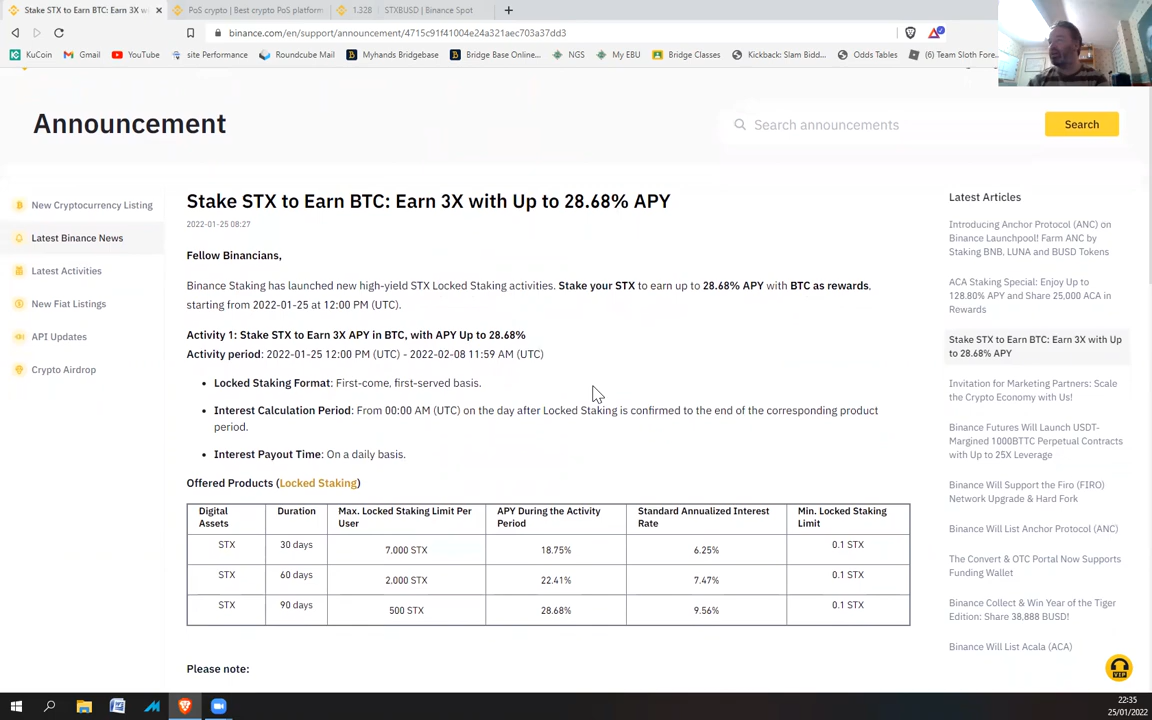 Stake STX to Earn BTC: Earn 3X w
PoS crypto | Best crypto PoS platform
1.328 STXBUSD | Binance Spot
binance.com/en/support/announcement/4715c91f41004e24a321aec703a37dd3
KuCoin
Gmail
YouTube
site Performance
Roundcube Mail
Myhands Bridgebase
Bridge Base Online...
NGS
My EBU
Bridge Classes
Kickback: Slam Bidd...
Odds Tables
(6) Team Sloth Fore...
Announcement
Search announcements
Search
New Cryptocurrency Listing
Latest Binance News
Latest Activities
New Fiat Listings
API Updates
Crypto Airdrop
Stake STX to Earn BTC: Earn 3X with Up to 28.68% APY
2022-01-25 08:27
Fellow Binancians,
Binance Staking has launched new high-yield STX Locked Staking activities. Stake your STX to earn up to 28.68% APY with BTC as rewards,
starting from 2022-01-25 at 12:00 PM (UTC).
Activity 1: Stake STX to Earn 3X APY in BTC, with APY Up to 28.68%
Activity period: 2022-01-25 12:00 PM (UTC) - 2022-02-08 11:59 AM (UTC)
Locked Staking Format: First-come, first-served basis.
Interest Calculation Period: From 00:00 AM (UTC) on the day after Locked Staking is confirmed to the end of the corresponding product
period.
Interest Payout Time: On a daily basis.
Offered Products (Locked Staking)
Digital Assets Duration Max. Locked Staking Limit Per User APY During the Activity Period Standard Annualized Interest Rate Min. Locked Staking Limit
STX 30 days 7,000 STX 18.75% 6.25% 0.1 STX
STX 60 days 2,000 STX 22.41% 7.47% 0.1 STX
STX 90 days 500 STX 28.68% 9.56% 0.1 STX
Please note:
Latest Articles
Introducing Anchor Protocol (ANC) on
Binance Launchpool! Farm ANC by
Staking BNB, LUNA and BUSD Tokens
ACA Staking Special: Enjoy Up to
128.80% APY and Share 25,000 ACA in
Rewards
Stake STX to Earn BTC: Earn 3X with Up
to 28.68% APY
Invitation for Marketing Partners: Scale
the Crypto Economy with Us!
Binance Futures Will Launch USDT-
Margined 1000BTTC Perpetual Contracts
with Up to 25X Leverage
Binance Will Support the Firo (FIRO)
Network Upgrade & Hard Fork
Binance Will List Anchor Protocol (ANC)
The Convert & OTC Portal Now Supports
Funding Wallet
Binance Collect & Win Year of the Tiger
Edition: Share 38,888 BUSD!
Binance Will List Acala (ACA)
VIP
22:35
25/01/2022